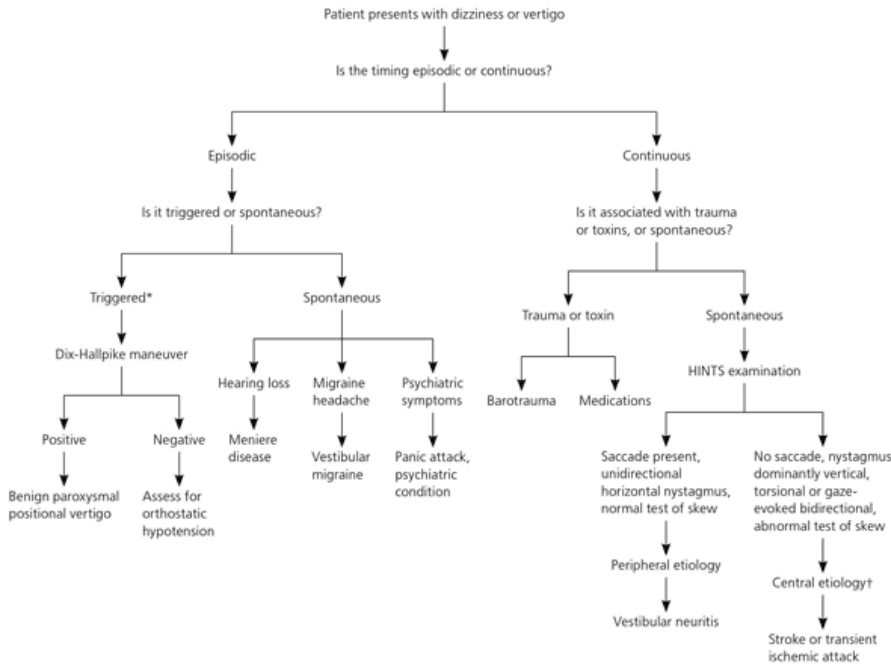 Patient presents with dizziness or vertigo
Is the timing episodic or continuous?
Episodic
Continuous
Is it triggered or spontaneous?
Is it associated with trauma
or toxins, or spontaneous?
Triggered*
Spontaneous
Trauma or toxin
Spontaneous
Dix-Hallpike maneuver
Hearing loss
Migraine
headache
Psychiatric
symptoms
Barotrauma
Medications
HINTS examination
Positive
Negative
Meniere
disease
Vestibular
migraine
Panic attack,
psychiatric
condition
Saccade present,
unidirectional
horizontal nystagmus,
normal test of skew
No saccade, nystagmus
dominantly vertical,
torsional or gaze-
evoked bidirectional,
abnormal test of skew
Benign paroxysmal
positional vertigo
Assess for
orthostatic
hypotension
Peripheral etiology
Central etiology†
Vestibular neuritis
Stroke or transient
ischemic attack